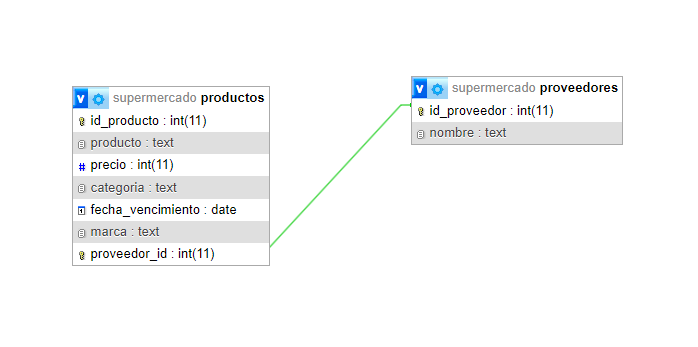 supermercado productos
id_producto : int(11)
producto : text
precio : int(11)
categoria : text
fecha_vencimiento : date
marca : text
proveedor_id : int(11)
supermercado proveedores
id_proveedor : int(11)
nombre : text